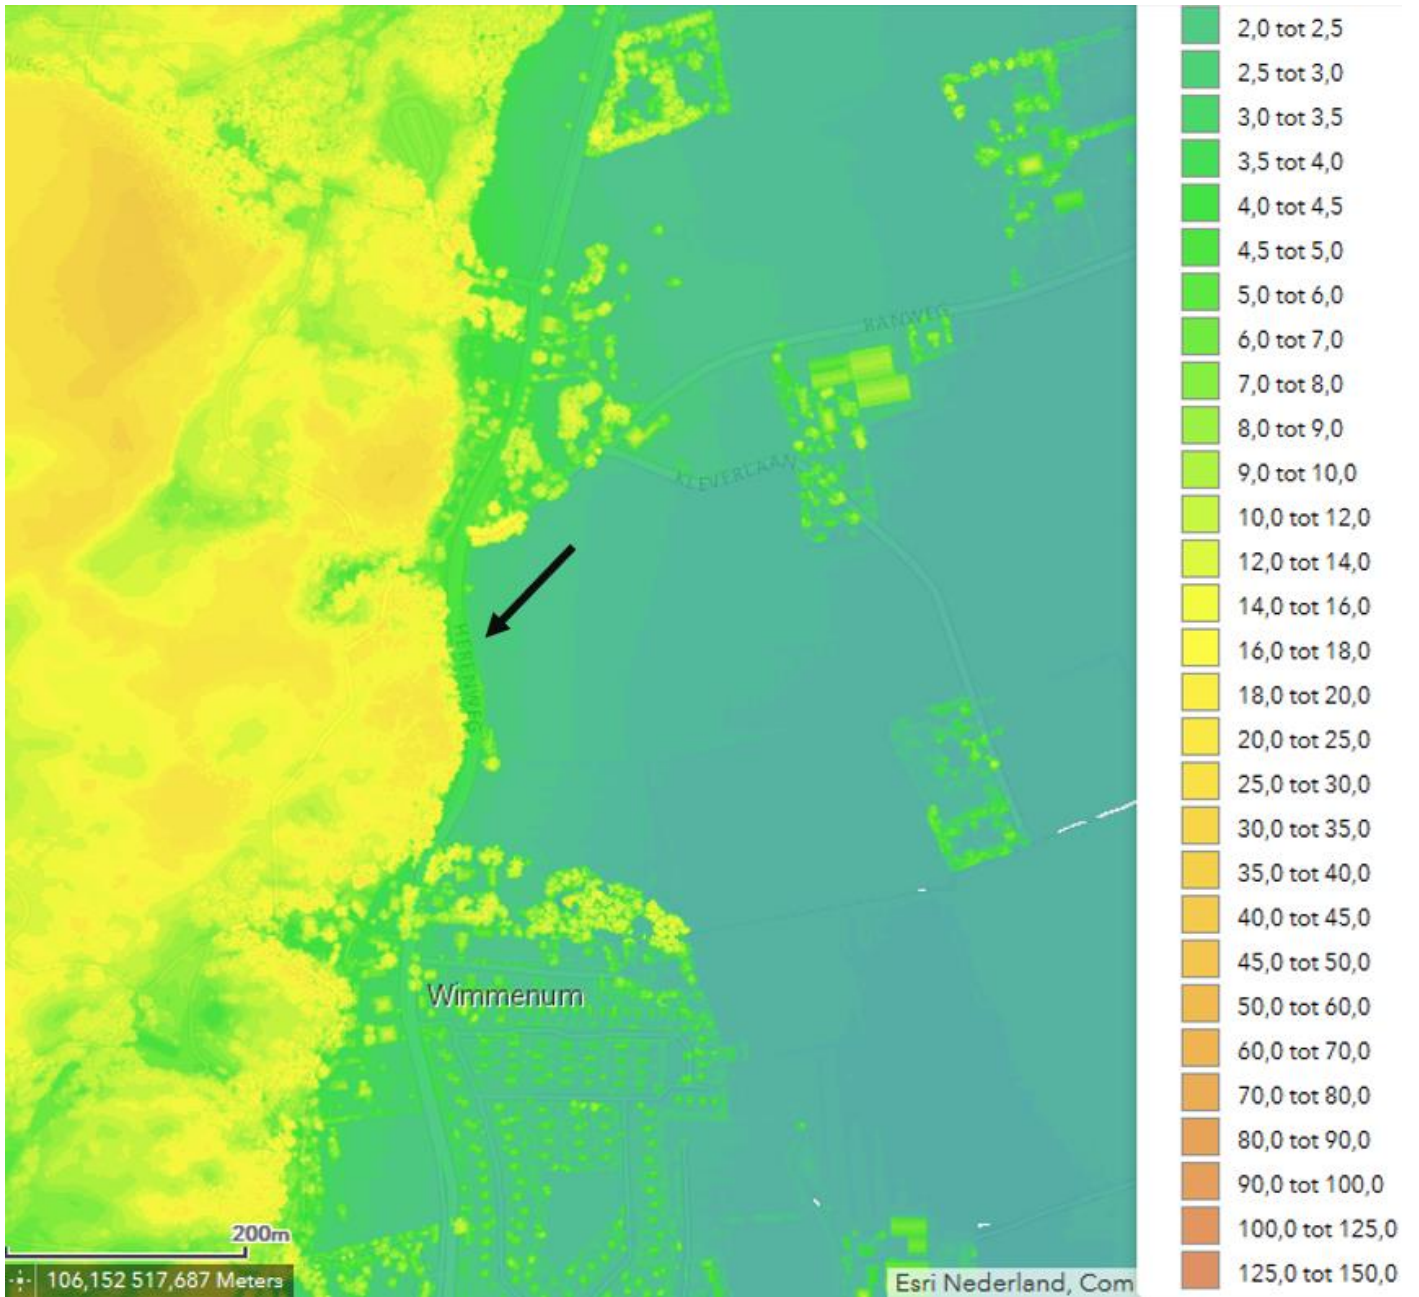 WEG
BANWEG
KLEVERLAAN
HERENWEG
Wimmenum
200m
106,152 517,687 Meters
Esri Nederland, Com
2,0 tot 2,5
2,5 tot 3,0
3,0 tot 3,5
3,5 tot 4,0
4,0 tot 4,5
4,5 tot 5,0
5,0 tot 6,0
6,0 tot 7,0
7,0 tot 8,0
8,0 tot 9,0
9,0 tot 10,0
10,0 tot 12,0
12,0 tot 14,0
14,0 tot 16,0
16,0 tot 18,0
18,0 tot 20,0
20,0 tot 25,0
25,0 tot 30,0
30,0 tot 35,0
35,0 tot 40,0
40,0 tot 45,0
45,0 tot 50,0
50,0 tot 60,0
60,0 tot 70,0
70,0 tot 80,0
80,0 tot 90,0
90,0 tot 100,0
100,0 tot 125,0
125,0 tot 150,0